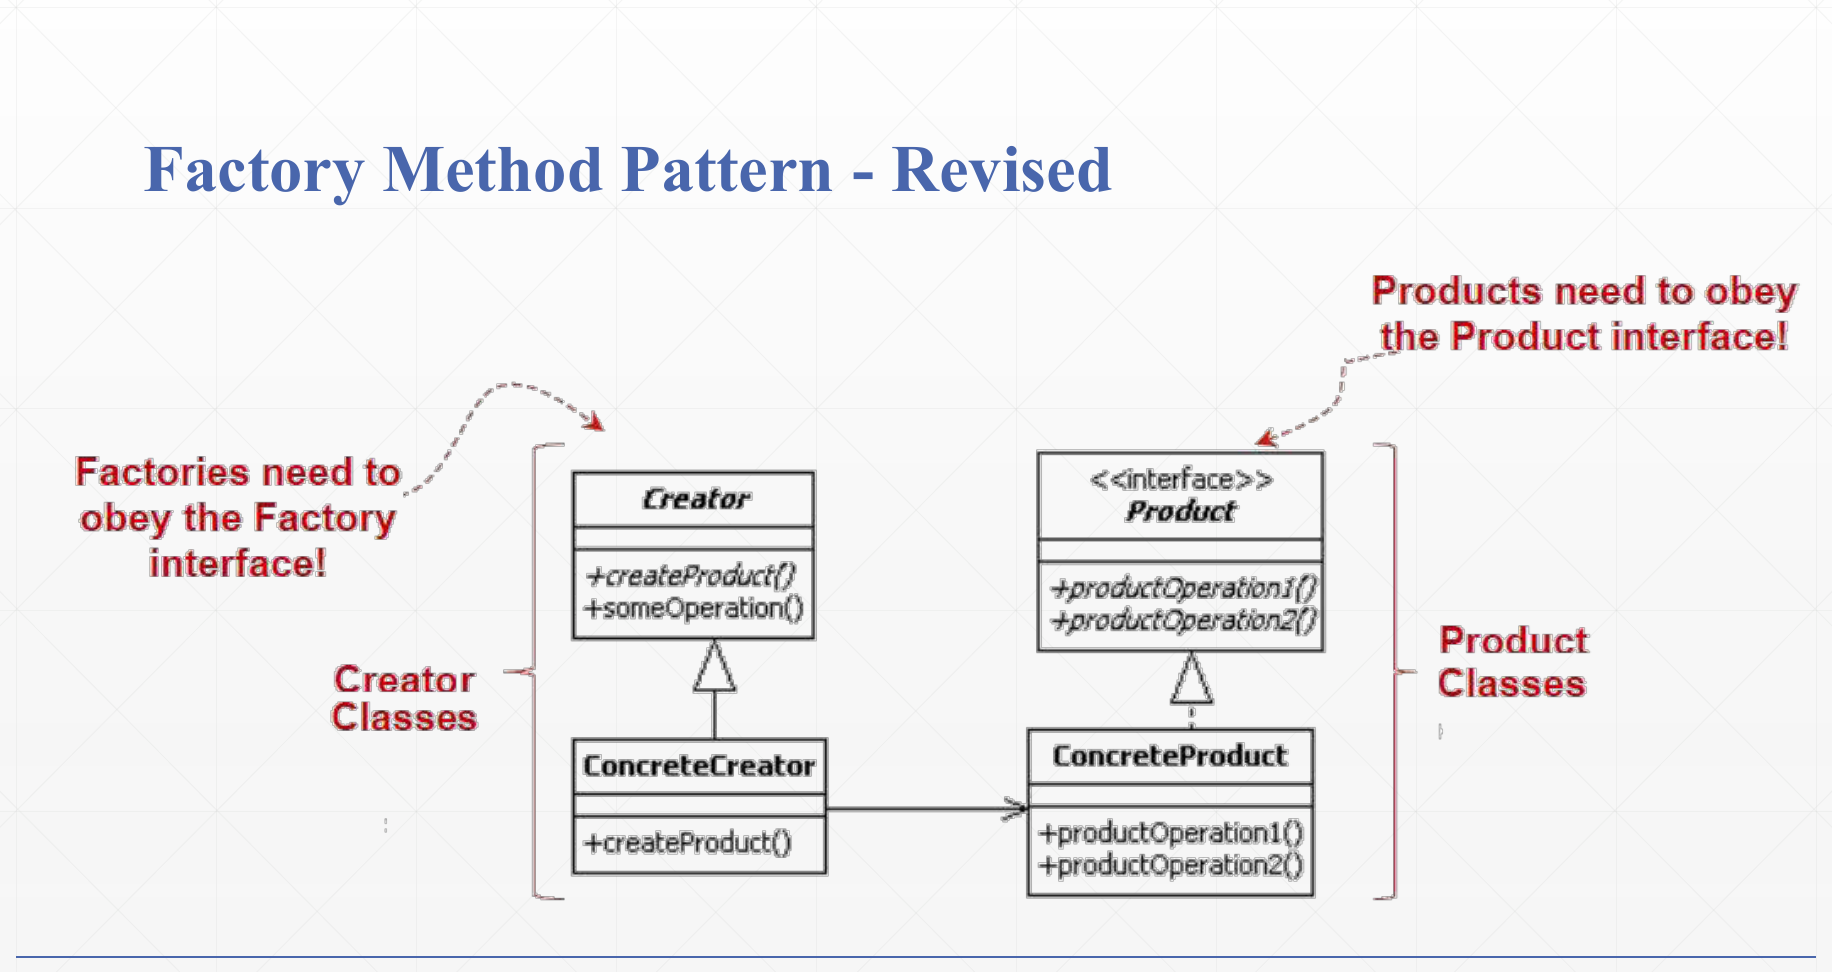 Factory Method Pattern - Revised
Products need to obey
the Product interface!
Factories need to
obey the Factory
interface!
Creator
+createProduct()
+someOperation()
<<interface>>
Product
+productOperation1()
+productOperation2()
Creator
Classes
Product
Classes
ConcreteCreator
+createProduct()
ConcreteProduct
+productOperation1()
+productOperation2()